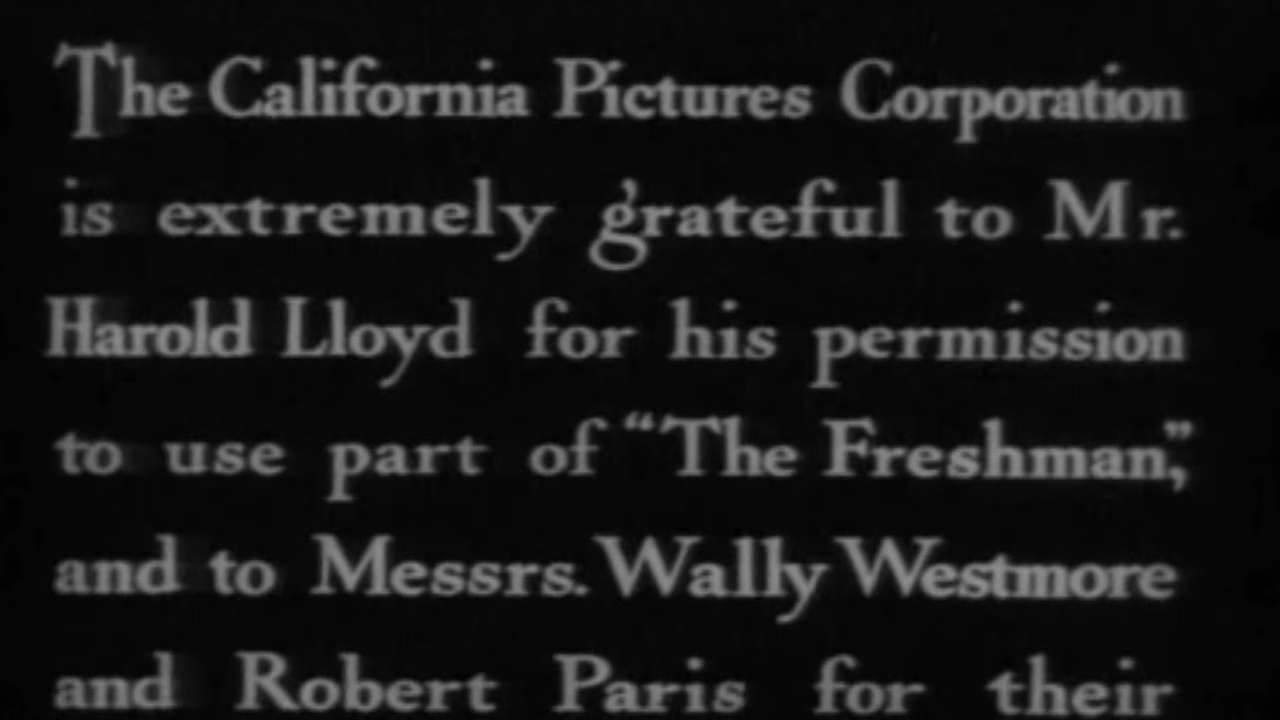 The California Pictures Corporation
is extremely grateful to Mr.
Harold Lloyd for his permission
to use part of “The Freshman,”
and to Messrs. Wally Westmore
and Robert Paris for their